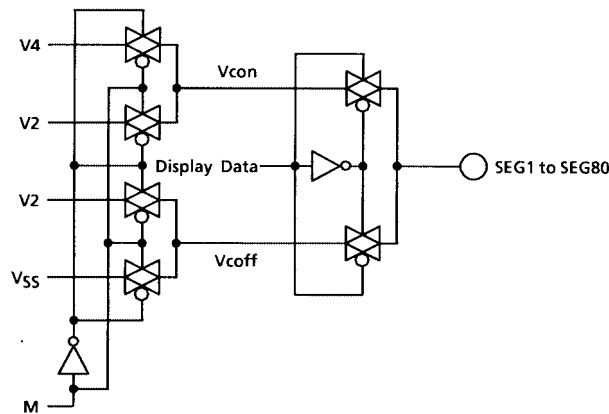 V4
Vcon
V2
Display Data
SEG1 to SEG80
V2
Vcoff
VSS
M